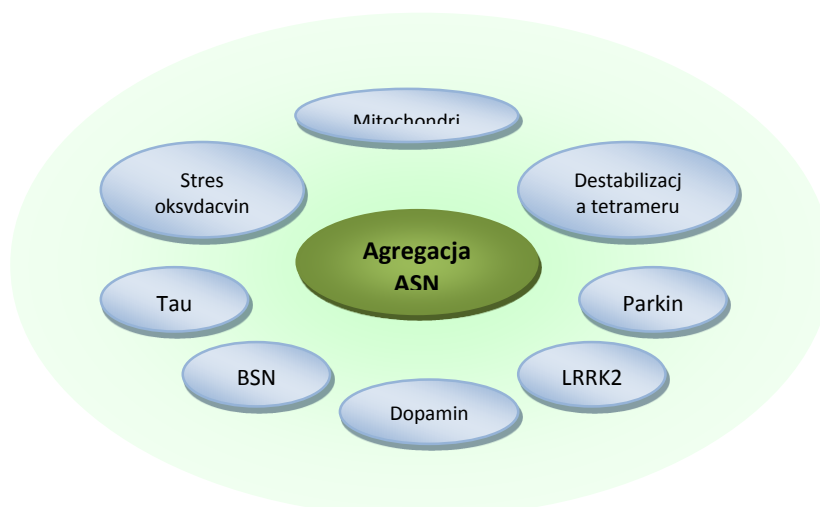 Mitochondri
Stres
oksydacyjn
Destabilizacj
a tetrameru
Agregacja
ASN
Tau
Parkin
BSN
LRRK2
Dopamin